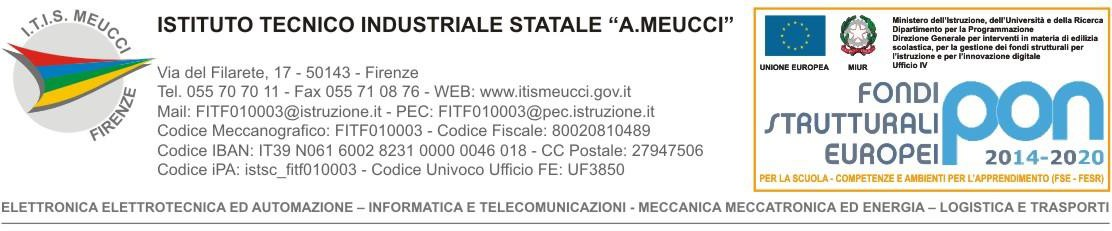 I.T.I.S. MEUCCI
FIRENZE
ISTITUTO TECNICO INDUSTRIALE STATALE “A.MEUCCI”
Via del Filarete, 17 - 50143 - Firenze
Tel. 055 70 70 11 - Fax 055 71 08 76 - WEB: www.itismeucci.gov.it
Mail: FITF010003@istruzione.it - PEC: FITF010003@pec.istruzione.it
Codice Meccanografico: FITF010003 - Codice Fiscale: 80020810489
Codice IBAN: IT39 N061 6002 8231 0000 0046 018 - CC Postale: 27947506
Codice iPA: istsc_fitf010003 - Codice Univoco Ufficio FE: UF3850
UNIONE EUROPEA
MIUR
Ministero dell'Istruzione, dell'Università e della Ricerca
Dipartimento per la Programmazione
Direzione Generale per interventi in materia di edilizia
scolastica, per la gestione dei fondi strutturali per
l'istruzione e per l'innovazione digitale
Ufficio IV
FONDI
STRUTTURALI
EUROPEI
pon
2014-2020
PER LA SCUOLA - COMPETENZE E AMBIENTI PER L'APPRENDIMENTO (FSE - FESR)
ELETTRONICA ELETTROTECNICA ED AUTOMAZIONE – INFORMATICA E TELECOMUNICAZIONI - MECCANICA MECCATRONICA ED ENERGIA – LOGISTICA E TRASPORTI